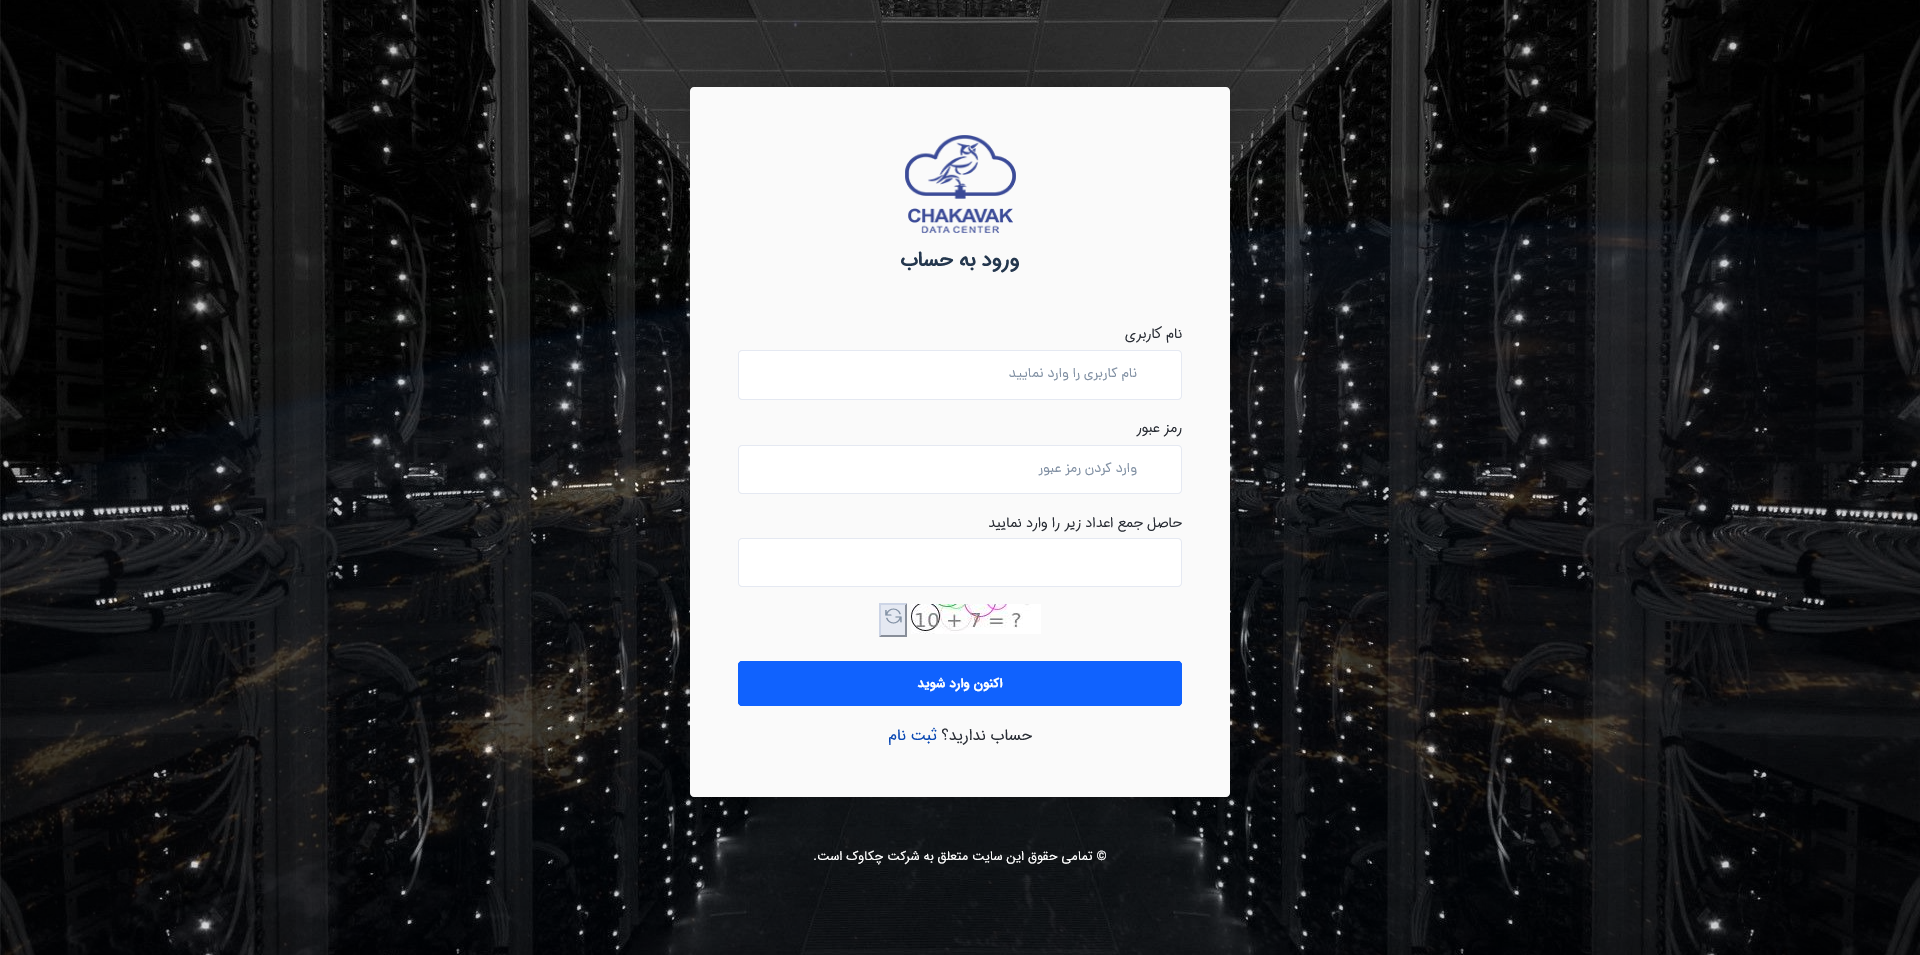 CHAKAVAK
DATA CENTER
ورود به حساب
نام کاربری
نام کاربری را وارد نمایید
رمز عبور
وارد کردن رمز عبور
حاصل جمع اعداد زیر را وارد نمایید
10 + 7 = ?
اکنون وارد شوید
حساب ندارید؟ ثبت نام
© تمامی حقوق این سایت متعلق به شرکت چکاوک است.